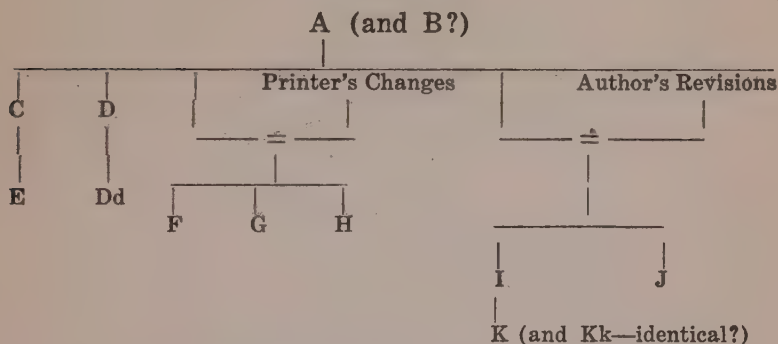 A (and B?)
Printer's Changes Author's Revisions
C D
= =
E Dd
F G H
I J
K (and Kk—identical?)